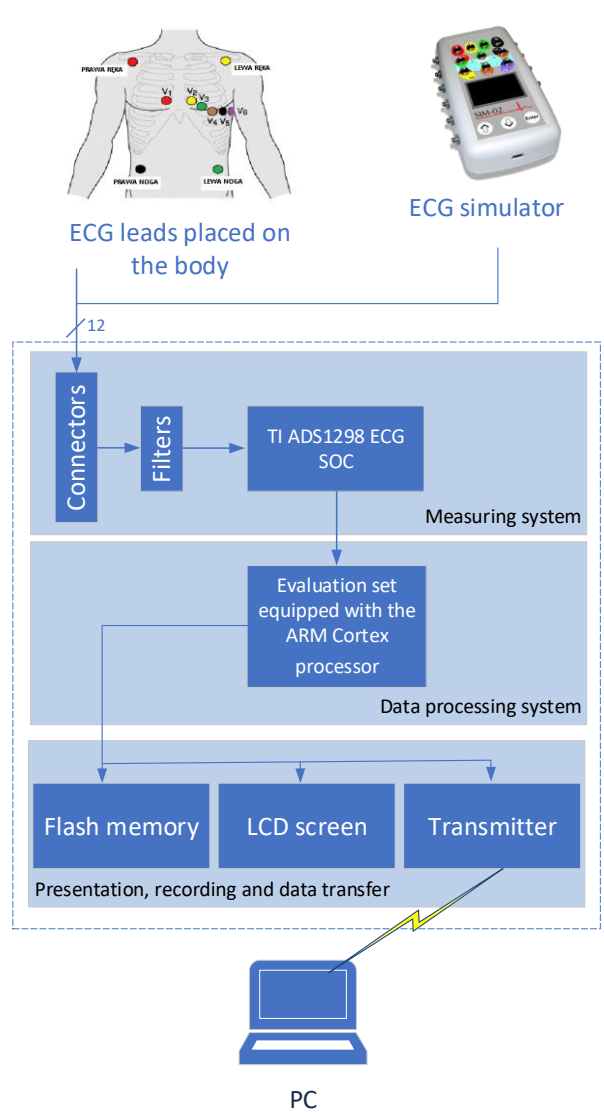 PRAWA RĘKA
LEWA RĘKA
V1
V2
V3
V4
V5
V6
PRAWA NOGA
LEWA NOGA
SIM-02
Enter
ECG leads placed on
the body
ECG simulator
12
Connectors
Filters
TI ADS1298 ECG
SOC
Measuring system
Evaluation set
equipped with the
ARM Cortex
processor
Data processing system
Flash memory
LCD screen
Transmitter
Presentation, recording and data transfer
PC